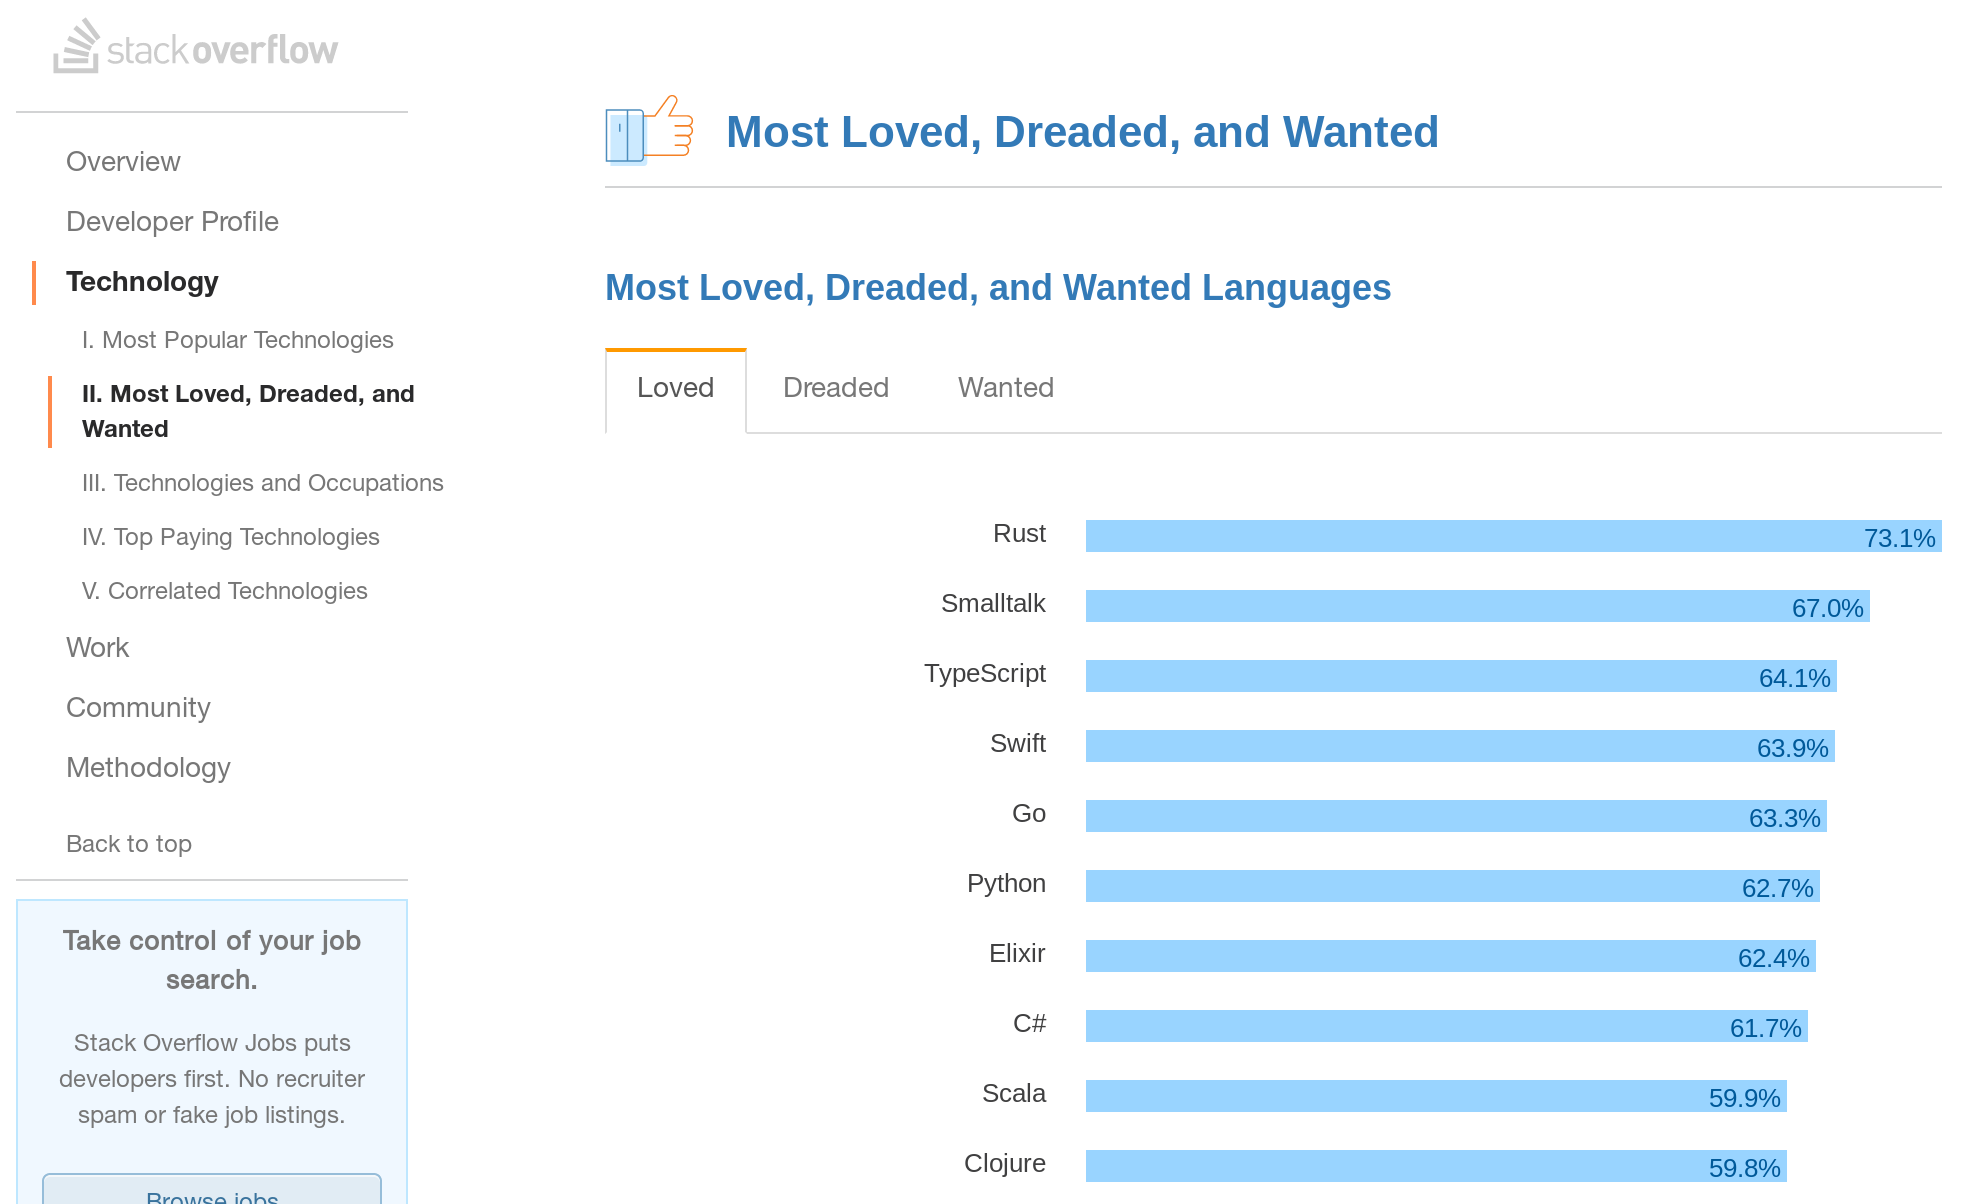 stackoverflow
Overview
Developer Profile
Technology
I. Most Popular Technologies
II. Most Loved, Dreaded, and
Wanted
III. Technologies and Occupations
IV. Top Paying Technologies
V. Correlated Technologies
Work
Community
Methodology
Back to top
Take control of your job
search.
Stack Overflow Jobs puts
developers first. No recruiter
spam or fake job listings.
Browse jobs
Most Loved, Dreaded, and Wanted
Most Loved, Dreaded, and Wanted Languages
Loved Dreaded Wanted
Rust 73.1%
Smalltalk 67.0%
TypeScript 64.1%
Swift 63.9%
Go 63.3%
Python 62.7%
Elixir 62.4%
C# 61.7%
Scala 59.9%
Clojure 59.8%